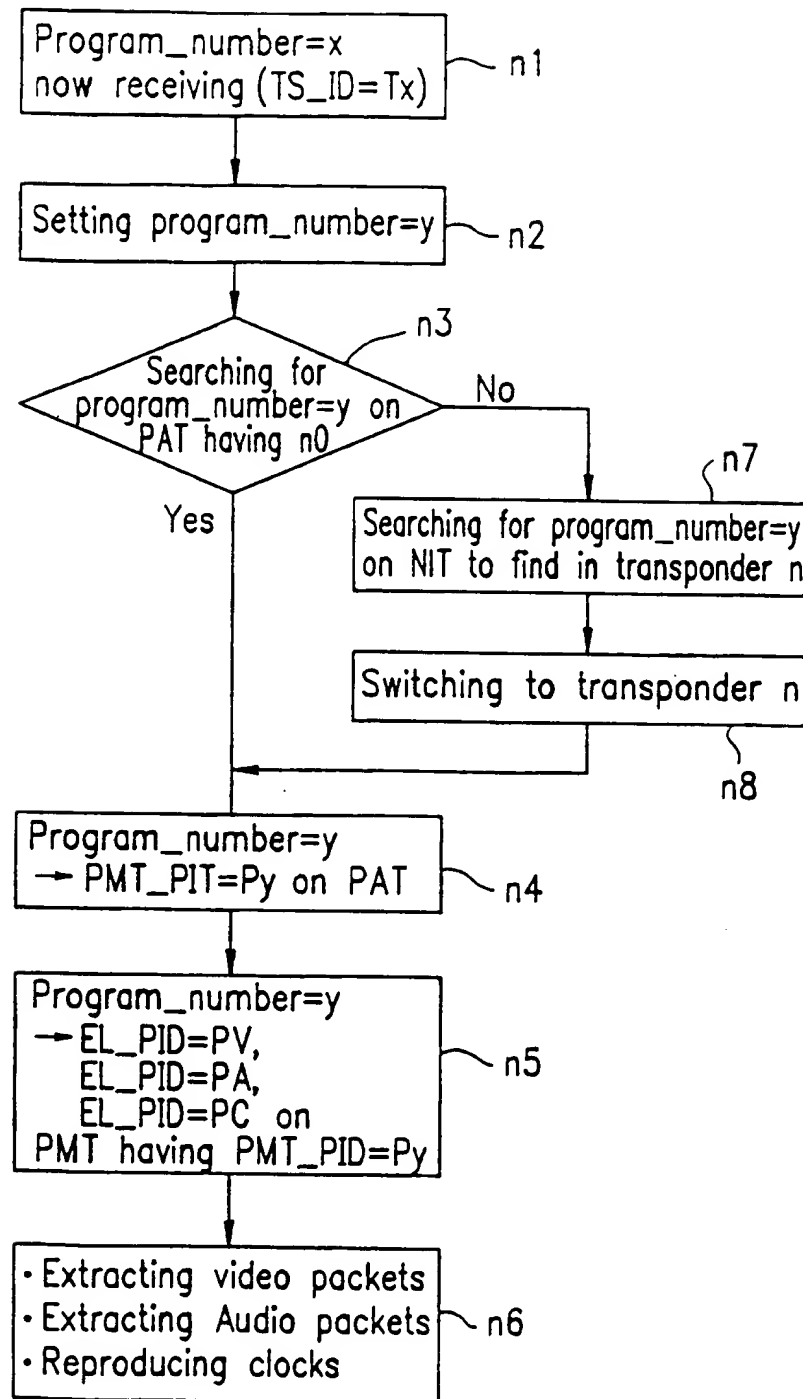 Program_number=x
now receiving (TS_ID=Tx)
n1
Setting program_number=y
n2
n3
Searching for
program_number=y on
PAT having n0
No
Yes
n7
Searching for program_number=y
on NIT to find in transponder n
Switching to transponder n
n8
Program_number=y
→ PMT_PIT=Py on PAT
n4
Program_number=y
→ EL_PID=PV,
EL_PID=PA,
EL_PID=PC on
PMT having PMT_PID=Py
n5
· Extracting video packets
· Extracting Audio packets
· Reproducing clocks
n6